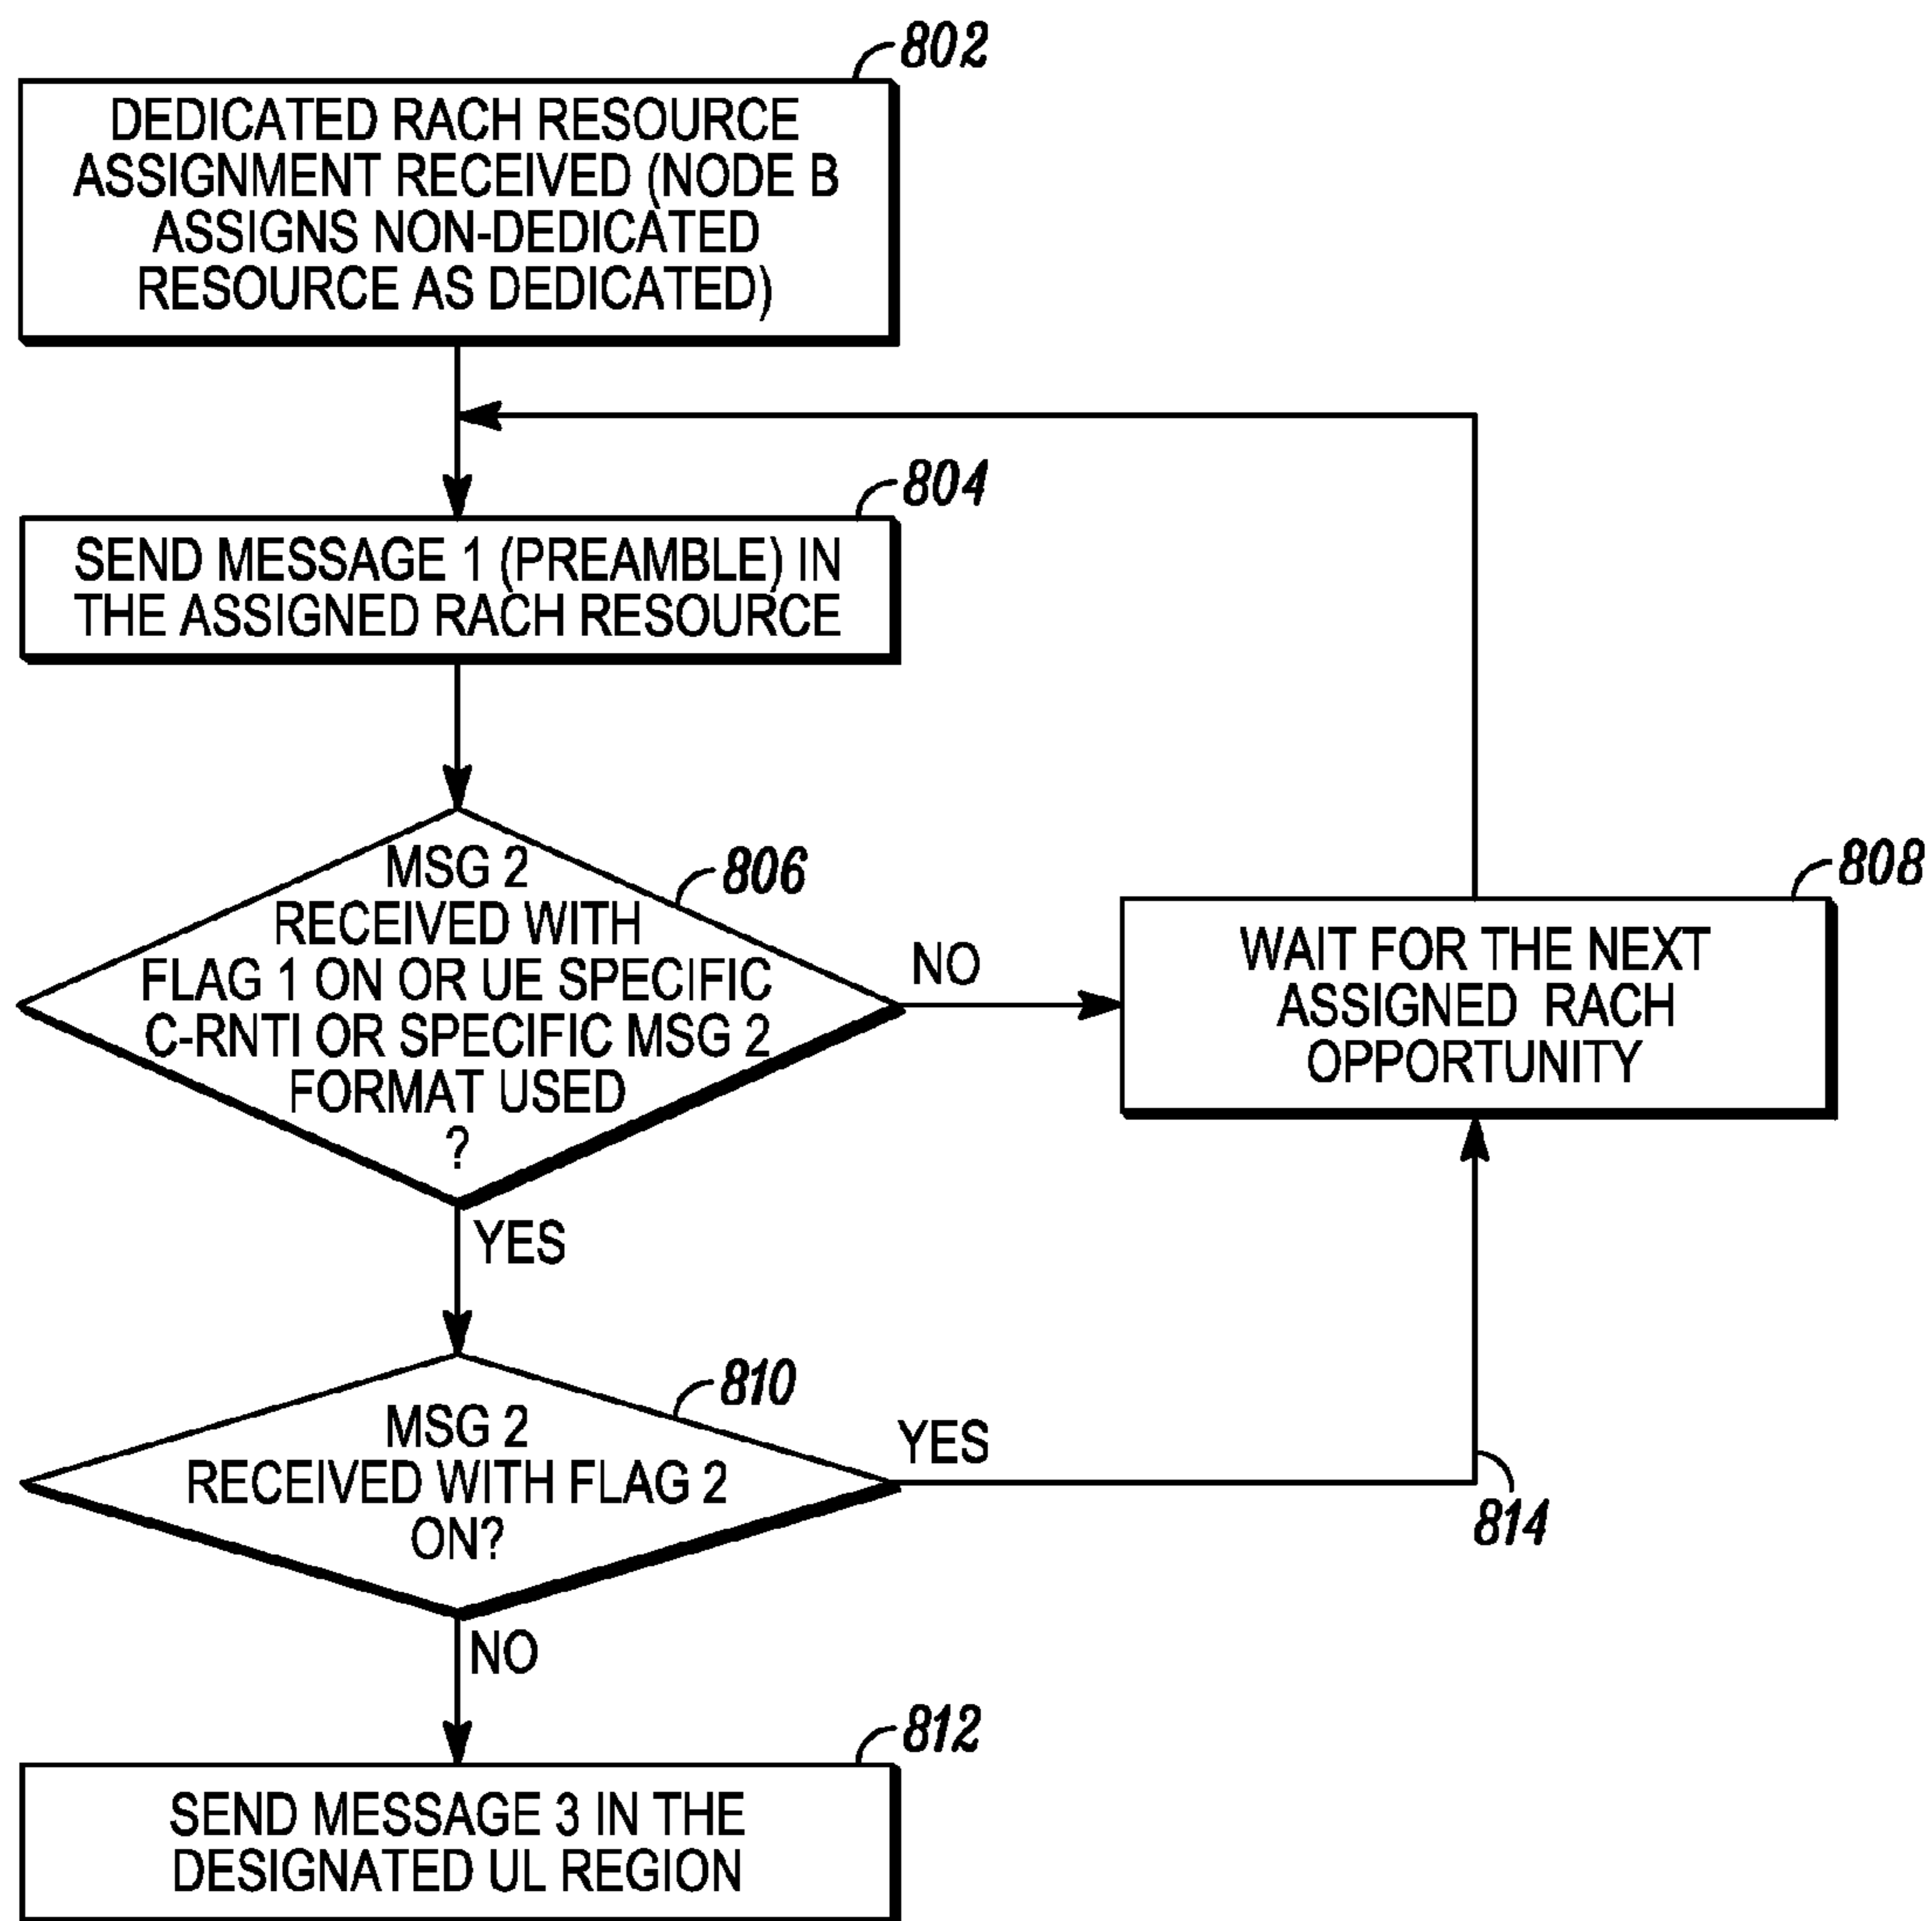 802
DEDICATED RACH RESOURCE
ASSIGNMENT RECEIVED (NODE B
ASSIGNS NON-DEDICATED
RESOURCE AS DEDICATED)
804
SEND MESSAGE 1 (PREAMBLE) IN
THE ASSIGNED RACH RESOURCE
806
MSG 2
RECEIVED WITH
FLAG 1 ON OR UE SPECIFIC
C-RNTI OR SPECIFIC MSG 2
FORMAT USED
?
NO
808
WAIT FOR THE NEXT
ASSIGNED RACH
OPPORTUNITY
YES
810
MSG 2
RECEIVED WITH FLAG 2
ON?
YES
814
NO
812
SEND MESSAGE 3 IN THE
DESIGNATED UL REGION